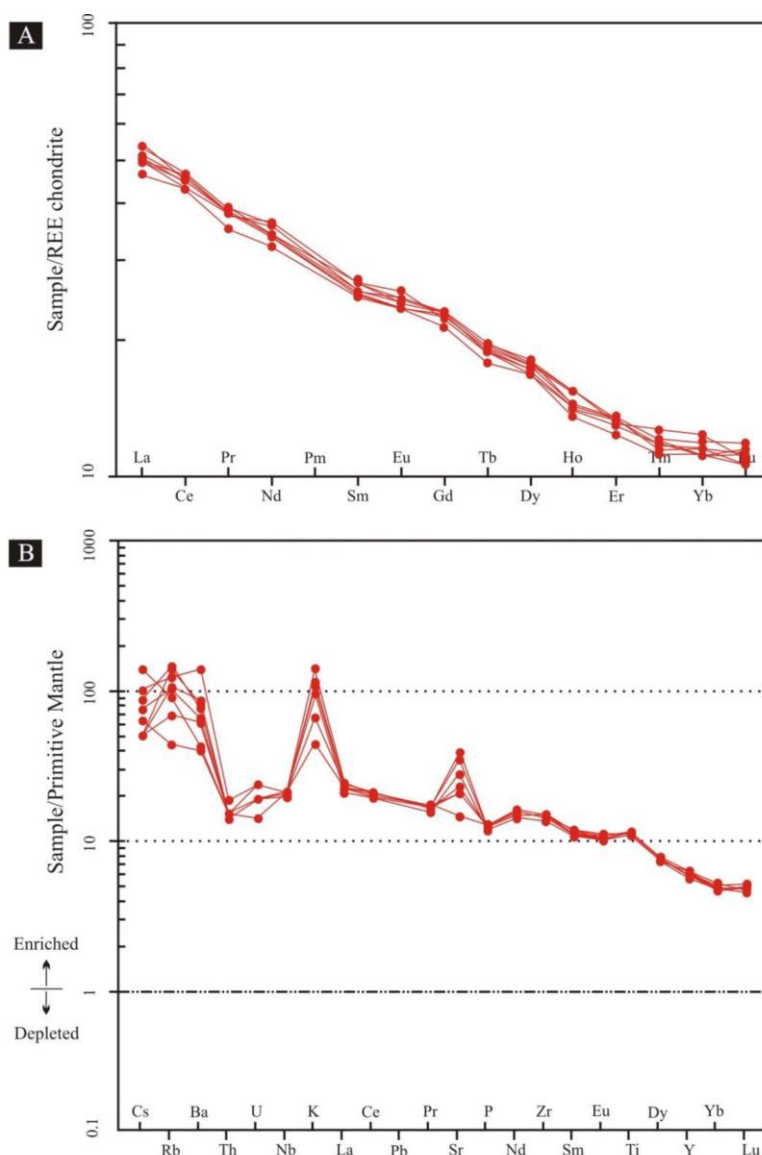 A
100
Sample/REE chondrite
10
La Pr Pm Eu Tb Ho Tm Lu
Ce Nd Sm Gd Dy Er Yb
B
1000
100
Sample/Primitive Mantle
10
Enriched
1
Depleted
0.1
Cs Ba U K Ce Pr P Zr Eu Dy Yb
Rb Th Nb La Pb Sr Nd Sm Ti Y Lu